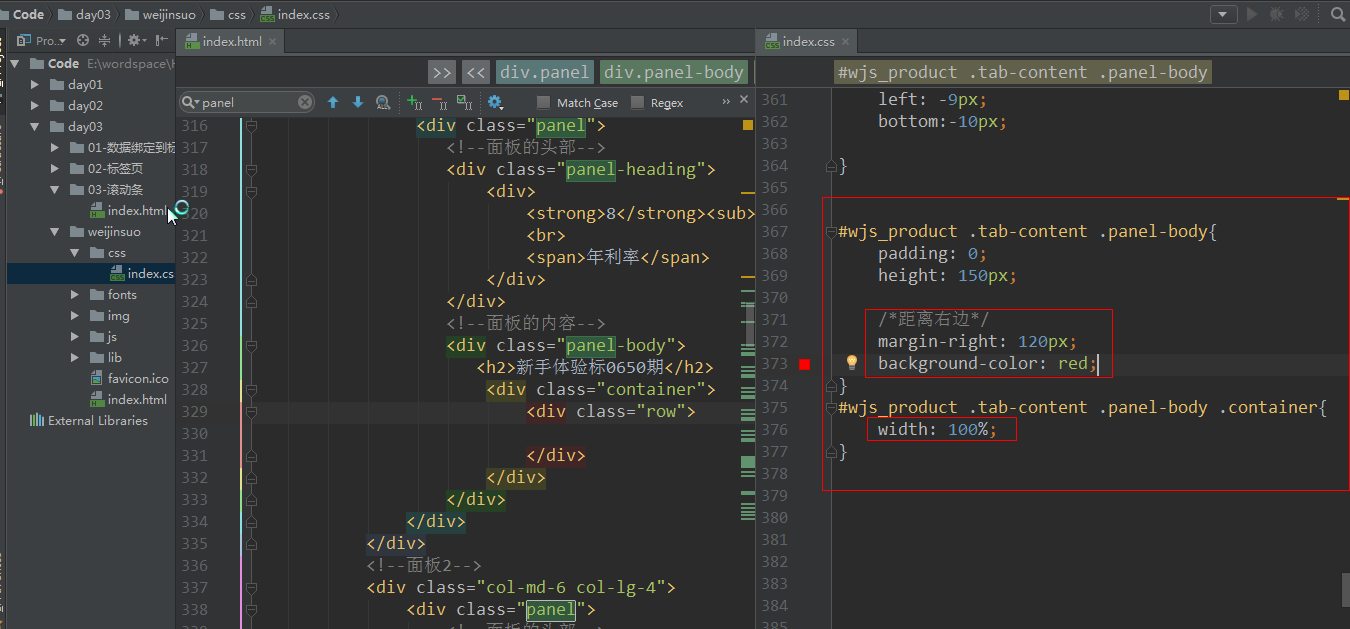 Code day03 weijinsuo css index.css
Pro.. index.html index.css
>> << div.panel div.panel-body #wjs_product .tab-content .panel-body
panel Match Case Regex »
Code E:\wordspace\
day01
day02
day03
01-数据绑定到标
02-标签页
03-滚动条
index.html
weijinsuo
css
index.cs
fonts
img
js
lib
favicon.ico
index.html
External Libraries
316 <div class="panel">
317 <!--面板的头部-->
318 <div class="panel-heading">
319 <div>
320 <strong>8</strong><sub>
321 <br>
322 <span>年利率</span>
323 </div>
324 </div>
325 <!--面板的内容-->
326 <div class="panel-body">
327 <h2>新手体验标0650期</h2>
328 <div class="container">
329 <div class="row">
330
331 </div>
332 </div>
333 </div>
334 </div>
335 </div>
336 <!--面板2-->
337 <div class="col-md-6 col-lg-4">
338 <div class="panel">
<!--面板的头部-->
361 left: -9px;
362 bottom:-10px;
363
364 }
365
366
367 #wjs_product .tab-content .panel-body{
368 padding: 0;
369 height: 150px;
370
371 /*距离右边*/
372 margin-right: 120px;
373 background-color: red;
374 }
375 #wjs_product .tab-content .panel-body .container{
376 width: 100%;
377 }
378
379
380
381
382
383
384
385